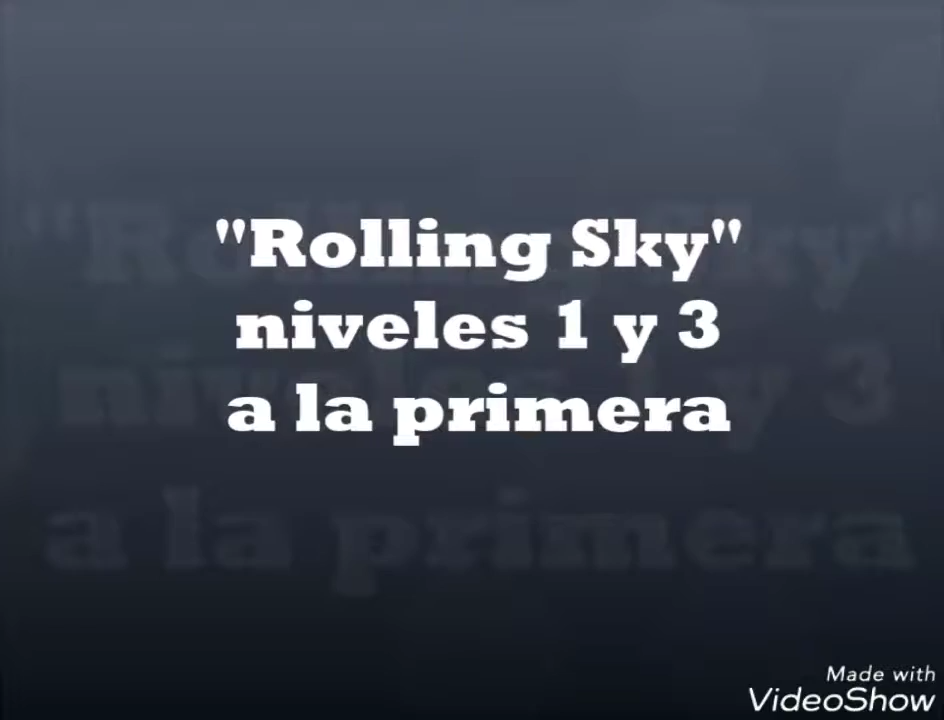 "Rolling Sky"
niveles 1 y 3
a la primera
Made with
VideoShow